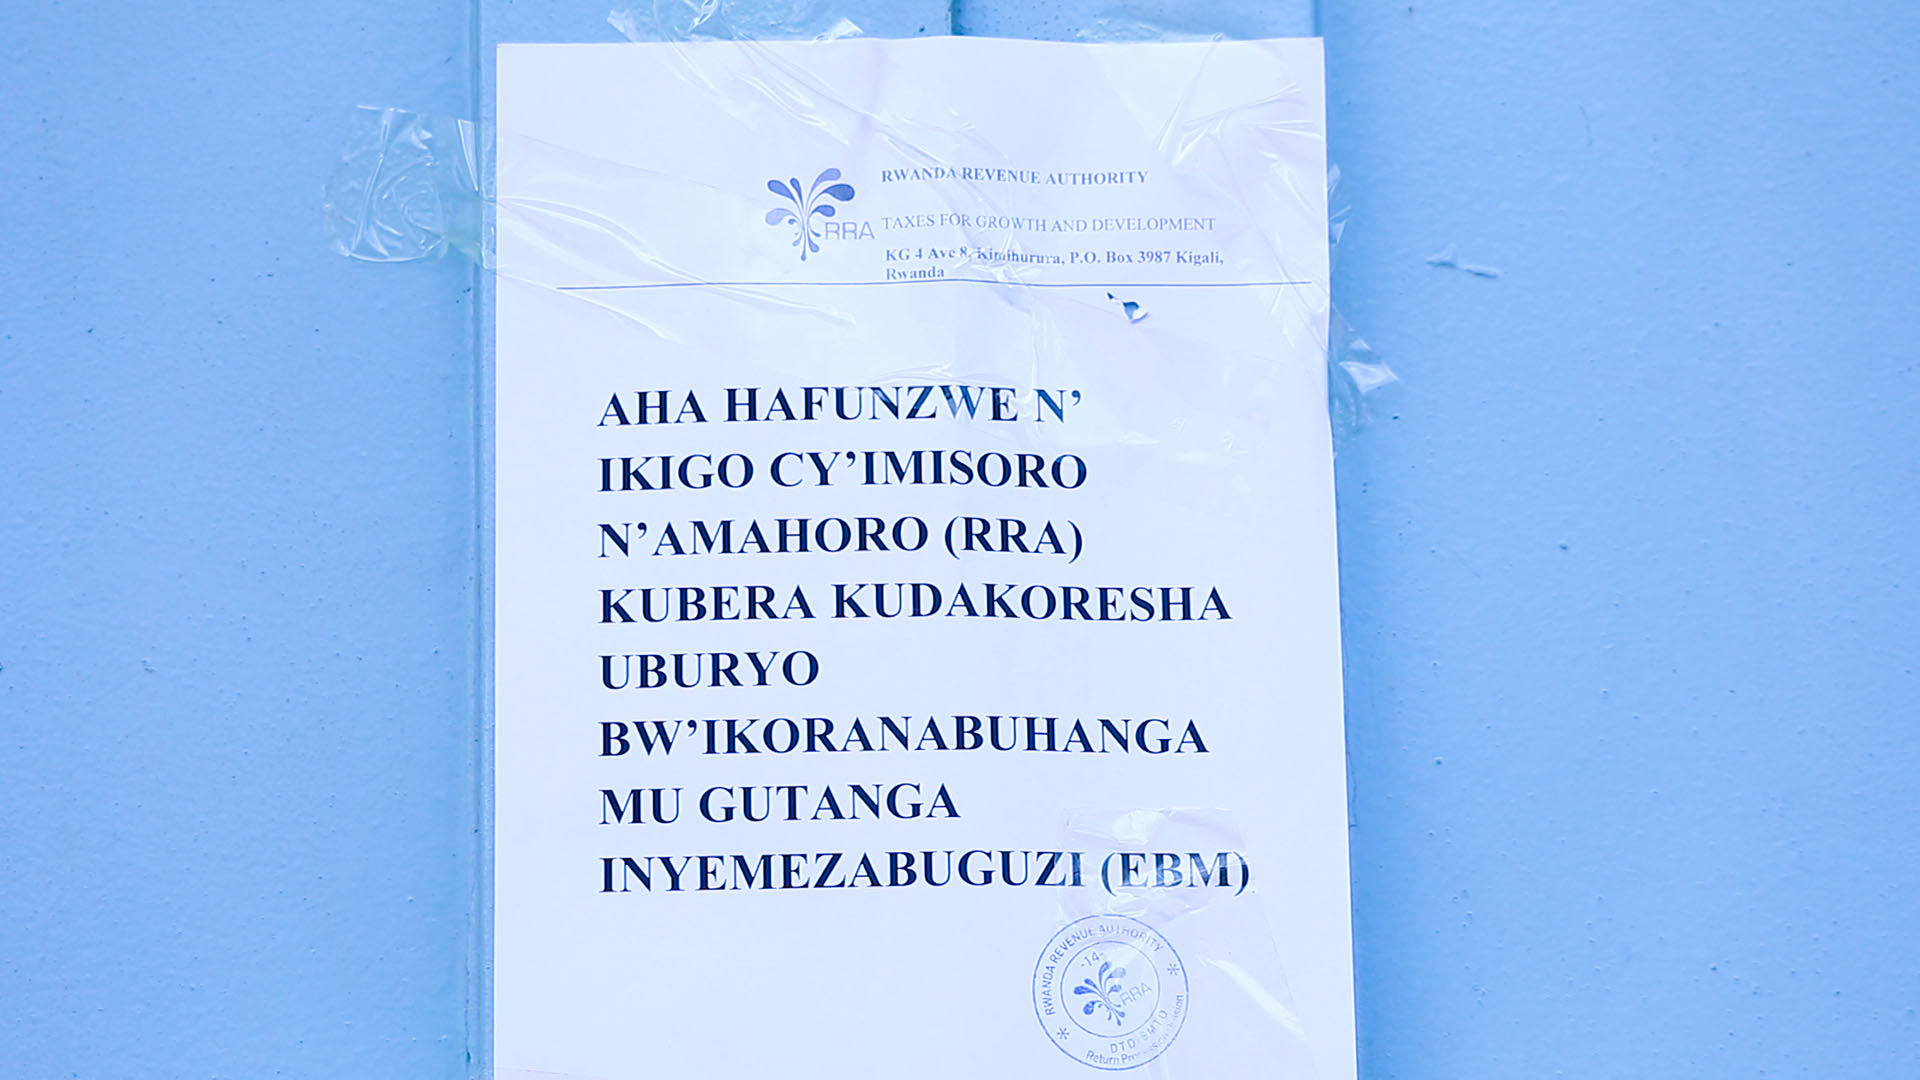 RWANDA REVENUE AUTHORITY
RRA
TAXES FOR GROWTH AND DEVELOPMENT
KG 4 Ave 8, Kimihurura, P.O. Box 3987 Kigali,
Rwanda
AHA HAFUNZWE N’
IKIGO CY’IMISORO
N’AMAHORO (RRA)
KUBERA KUDAKORESHA
UBURYO
BW’IKORANABUHANGA
MU GUTANGA
INYEMEZABUGUZI (EBM)
RWANDA REVENUE AUTHORITY
-14-
RRA
Return